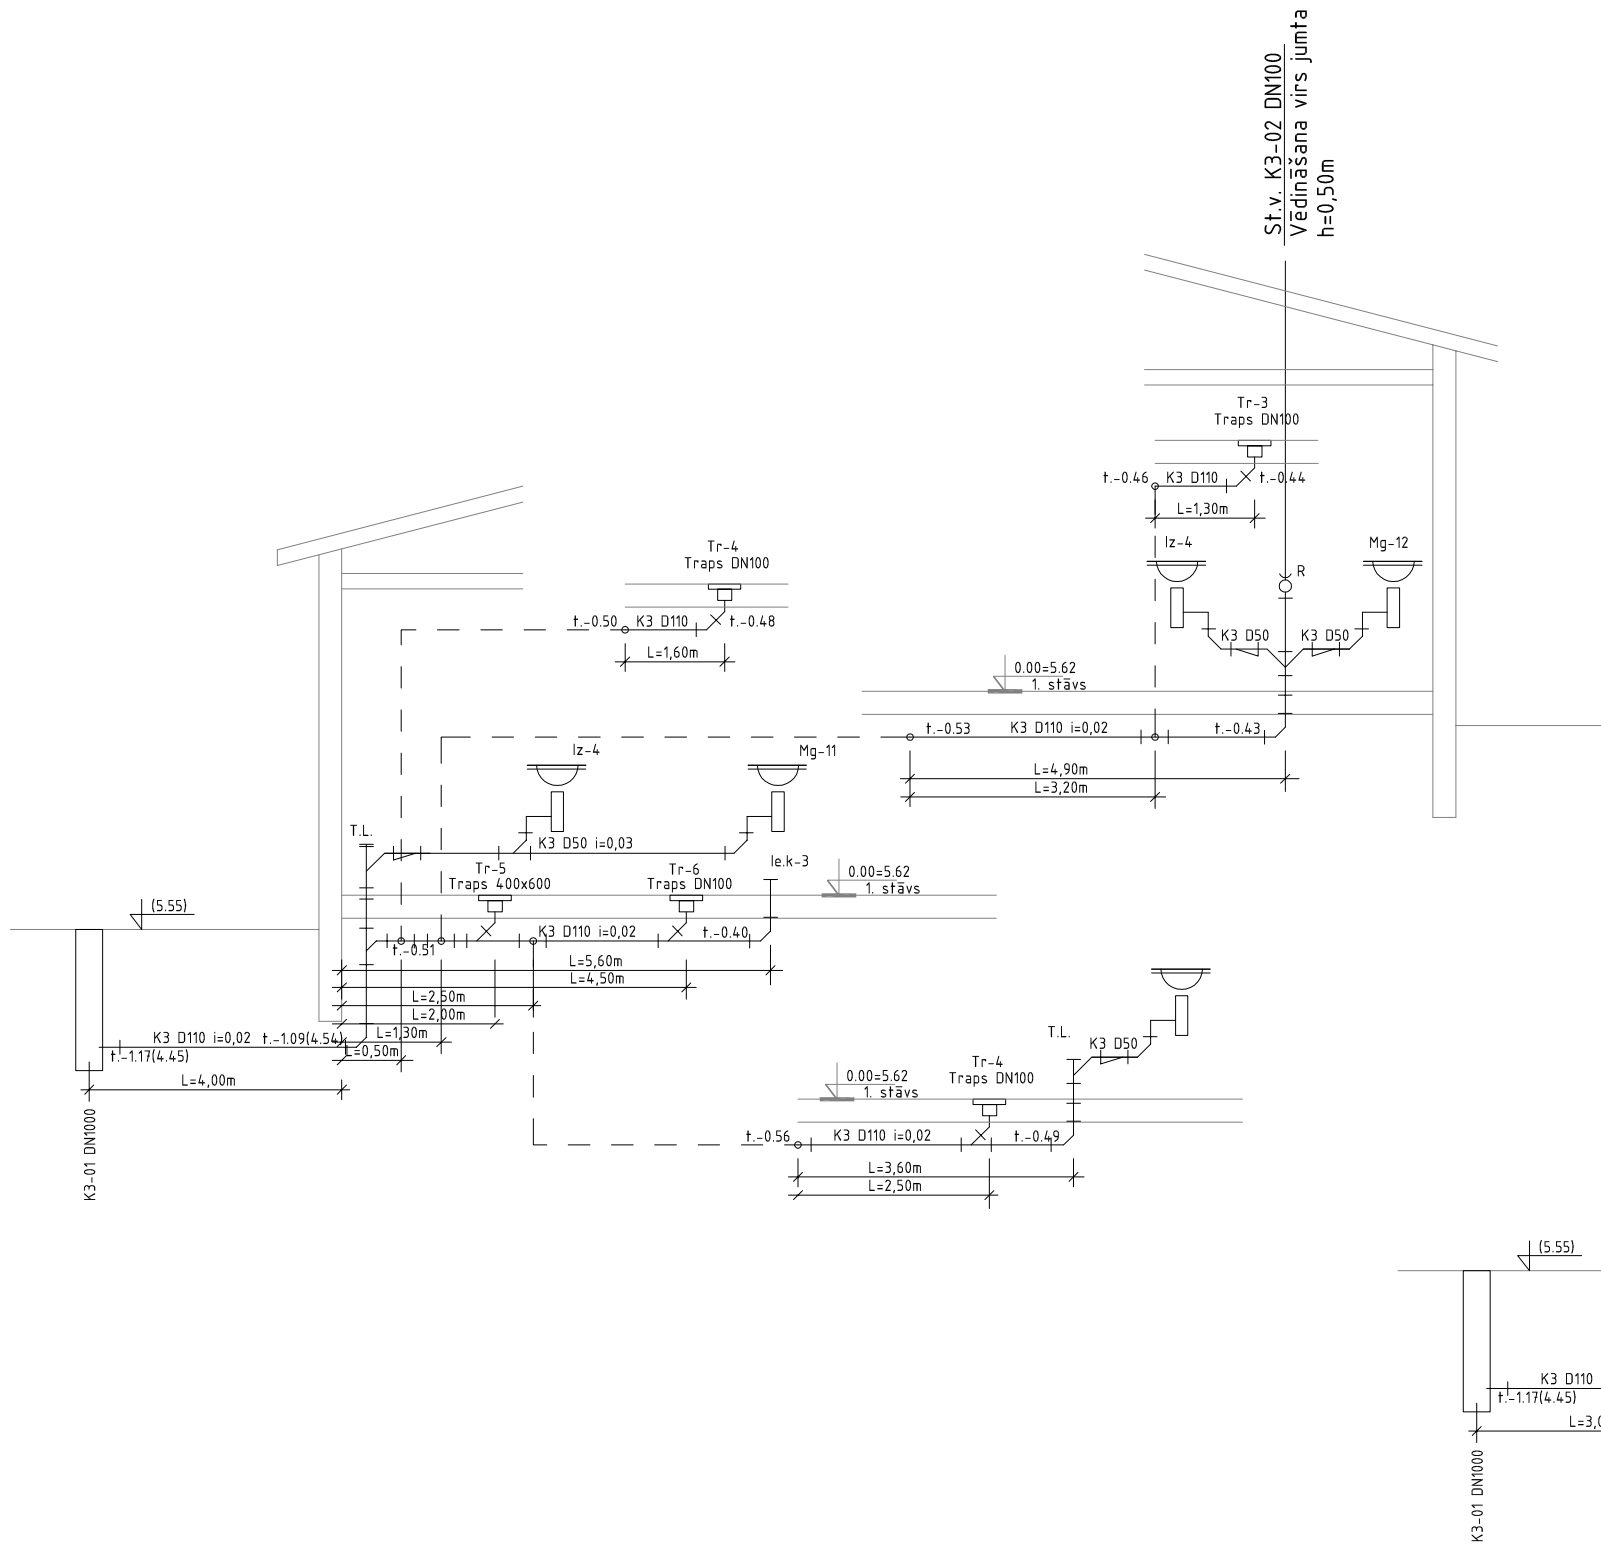 St.v. K3-02 DN100
Vēdināšana virs jumta
h=0,50m
Tr-3
Traps DN100
t.-0.46
K3 D110
t.-0.44
L=1,30m
Iz-4
Mg-12
R
K3 D50
K3 D50
Tr-4
Traps DN100
t.-0.50
K3 D110
t.-0.48
L=1,60m
0.00=5.62
1. stāvs
t.-0.53
K3 D110 i=0,02
t.-0.43
L=4,90m
L=3,20m
Iz-4
Mg-11
T.L.
K3 D50 i=0,03
Tr-5
Traps 400x600
Tr-6
Traps DN100
Ie.k-3
0.00=5.62
1. stāvs
(5.55)
t.-0.51
K3 D110 i=0,02
t.-0.40
L=5,60m
L=4,50m
L=2,50m
L=2,00m
L=1,30m
L=0,50m
K3 D110 i=0,02
t.-1.09(4.54)
t.-1.17(4.45)
L=4,00m
K3-01 DN1000
T.L.
K3 D50
Tr-4
Traps DN100
0.00=5.62
1. stāvs
t.-0.56
K3 D110 i=0,02
t.-0.49
L=3,60m
L=2,50m
(5.55)
K3 D110
t.-1.17(4.45)
L=3,0
K3-01 DN1000